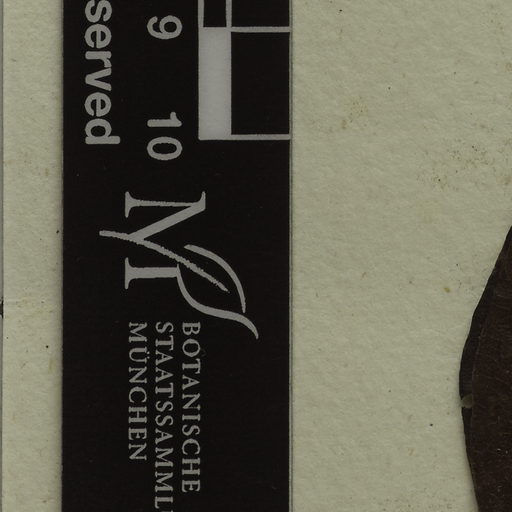 served
9
10
BOTANISCHE
STAATSSAMML
MÜNCHEN